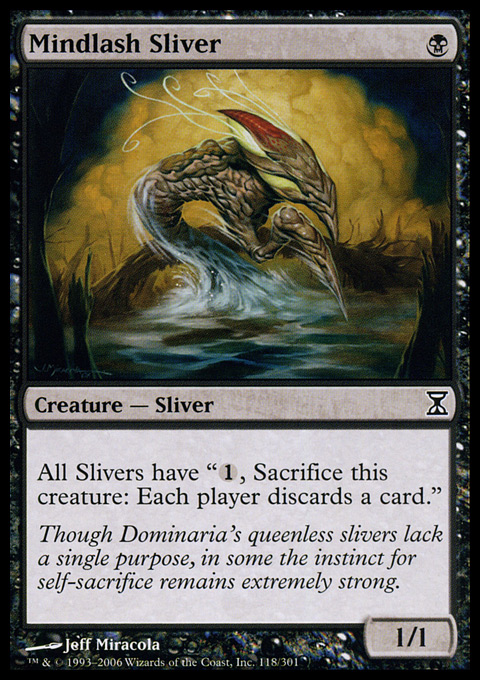 Mindlash Sliver
Creature — Sliver
All Slivers have “1, Sacrifice this
creature: Each player discards a card.”
Though Dominaria’s queenless slivers lack
a single purpose, in some the instinct for
self-sacrifice remains extremely strong.
1/1
Jeff Miracola
™ & © 1993–2006 Wizards of the Coast, Inc. 118/301